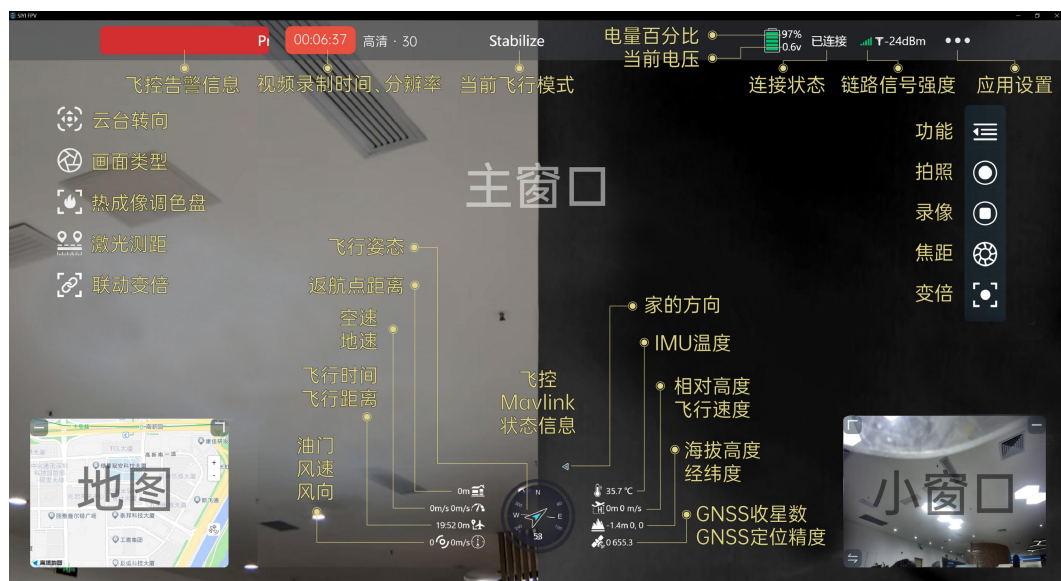 SIYI FPV
Pr
00:06:37
高清 · 30
Stabilize
电量百分比
当前电压
97%
-0.6v
已连接
T -24dBm
飞控告警信息
视频录制时间、分辨率
当前飞行模式
连接状态
链路信号强度
应用设置
云台转向
画面类型
热成像调色盘
激光测距
联动变倍
功能
拍照
录像
焦距
变倍
主窗口
飞行姿态
返航点距离
空速
地速
飞行时间
飞行距离
油门
风速
风向
飞控
Mavlink
状态信息
家的方向
IMU温度
相对高度
飞行速度
海拔高度
经纬度
GNSS收星数
GNSS定位精度
0m
0m/s 0m/s
19:52 0m
0
0m/s
N
W
E
53
35.7 °C
0m 0 m/s
-1.4m 0, 0
0 655.3
地图
高德地图
小窗口